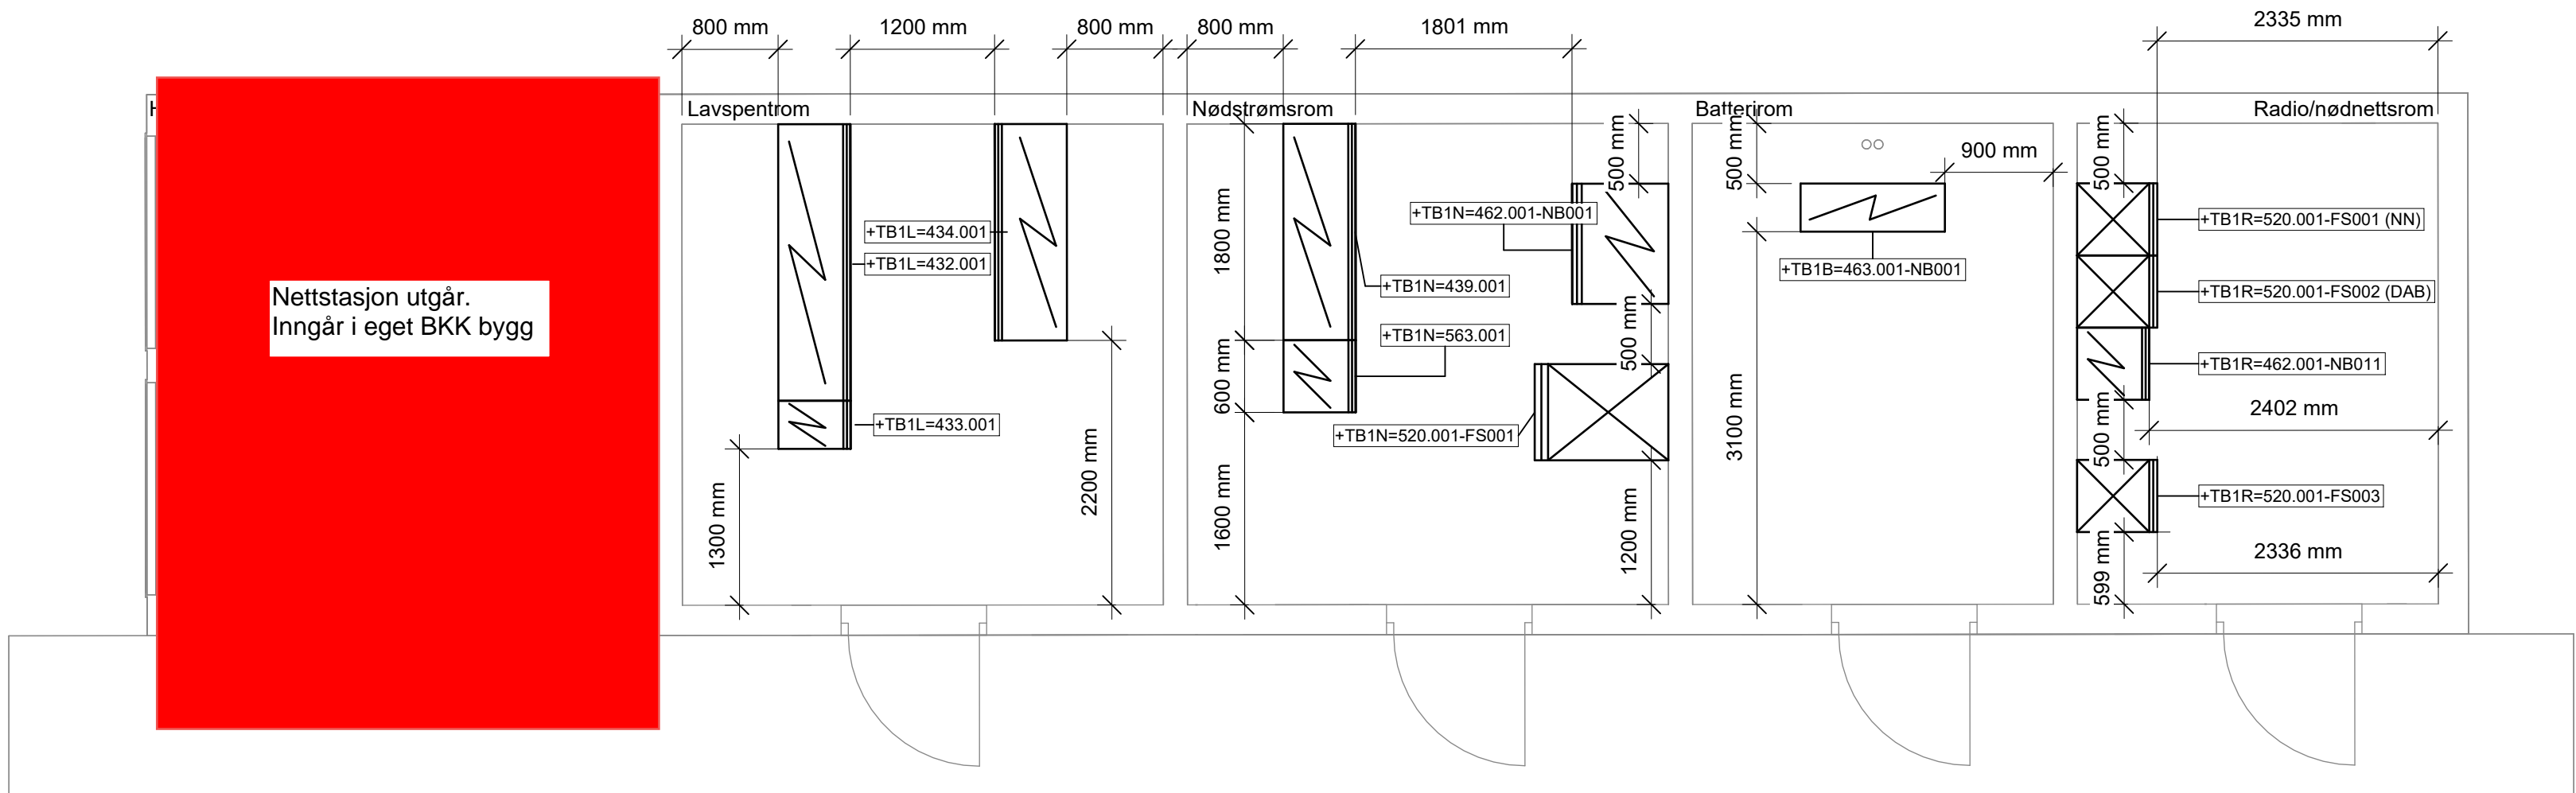 800 mm
1200 mm
800 mm
800 mm
1801 mm
2335 mm
Lavspentrom
Nødstrømsrom
Batterirom
Radio/nødnettsrom
Nettstasjon utgår.
Inngår i eget BKK bygg
+TB1L=434.001
+TB1L=432.001
+TB1L=433.001
1300 mm
2200 mm
1800 mm
600 mm
1600 mm
+TB1N=462.001-NB001
+TB1N=439.001
+TB1N=563.001
+TB1N=520.001-FS001
500 mm
500 mm
1200 mm
500 mm
900 mm
+TB1B=463.001-NB001
3100 mm
500 mm
+TB1R=520.001-FS001 (NN)
+TB1R=520.001-FS002 (DAB)
+TB1R=462.001-NB011
2402 mm
500 mm
+TB1R=520.001-FS003
2336 mm
599 mm